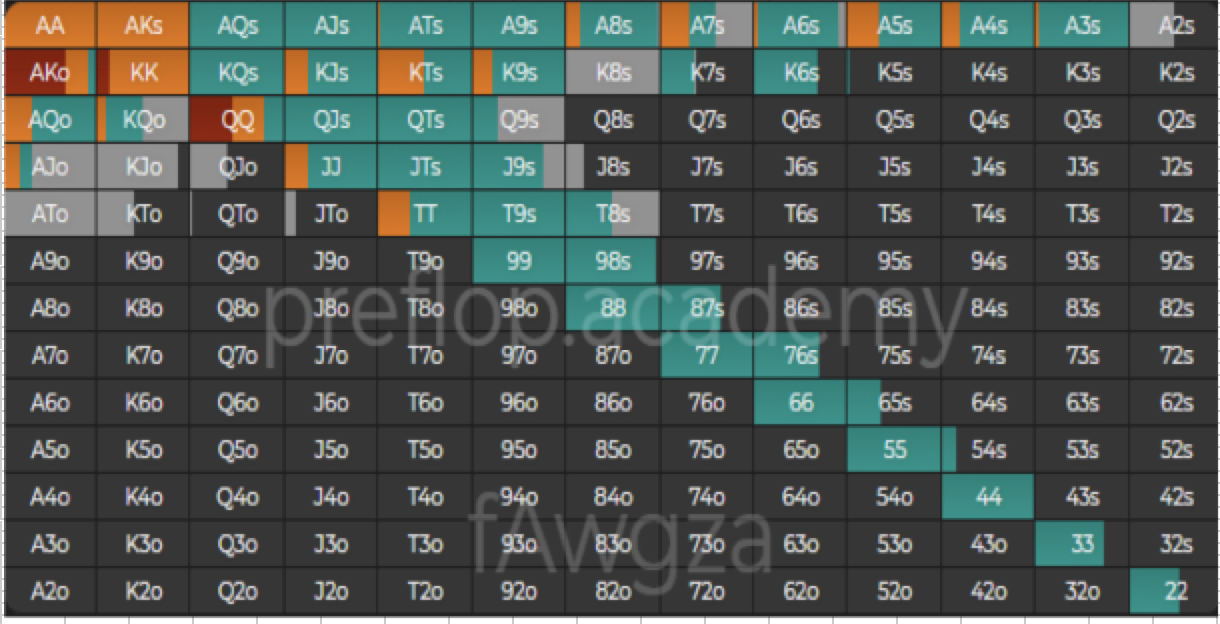 AA AKs AQs AJs ATs A9s A8s A7s A6s A5s A4s A3s A2s
AKo KK KQs KJs KTs K9s K8s K7s K6s K5s K4s K3s K2s
AQo KQo QQ QJs QTs Q9s Q8s Q7s Q6s Q5s Q4s Q3s Q2s
AJo KJo QJo JJ JTs J9s J8s J7s J6s J5s J4s J3s J2s
ATo KTo QTo JTo TT T9s T8s T7s T6s T5s T4s T3s T2s
A9o K9o Q9o J9o T9o 99 98s 97s 96s 95s 94s 93s 92s
A8o K8o Q8o J8o T8o 98o 88 87s 86s 85s 84s 83s 82s
preflop.academy
A7o K7o Q7o J7o T7o 97o 87o 77 76s 75s 74s 73s 72s
A6o K6o Q6o J6o T6o 96o 86o 76o 66 65s 64s 63s 62s
A5o K5o Q5o J5o T5o 95o 85o 75o 65o 55 54s 53s 52s
A4o K4o Q4o J4o T4o 94o 84o 74o 64o 54o 44 43s 42s
fAwgza
A3o K3o Q3o J3o T3o 93o 83o 73o 63o 53o 43o 33 32s
A2o K2o Q2o J2o T2o 92o 82o 72o 62o 52o 42o 32o 22